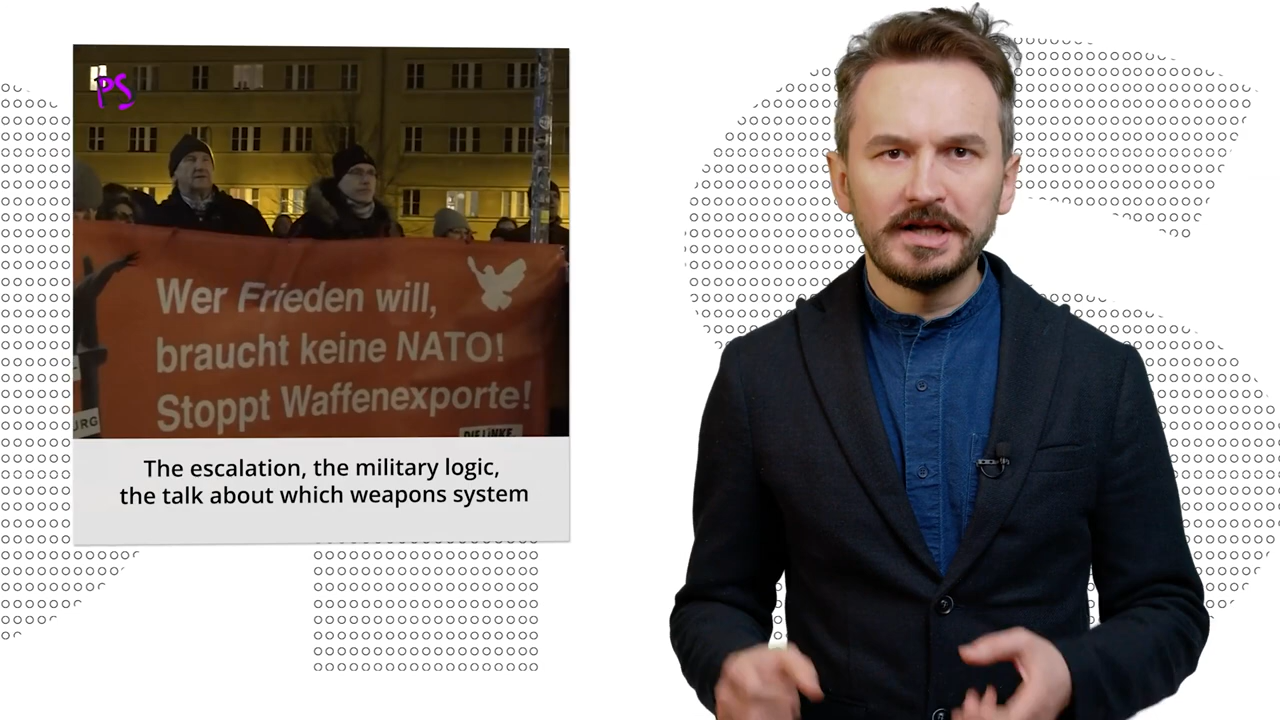 PS
Wer Frieden will,
braucht keine NATO!
Stoppt Waffenexporte!
URG
DIE LINKE.
The escalation, the military logic,
the talk about which weapons system